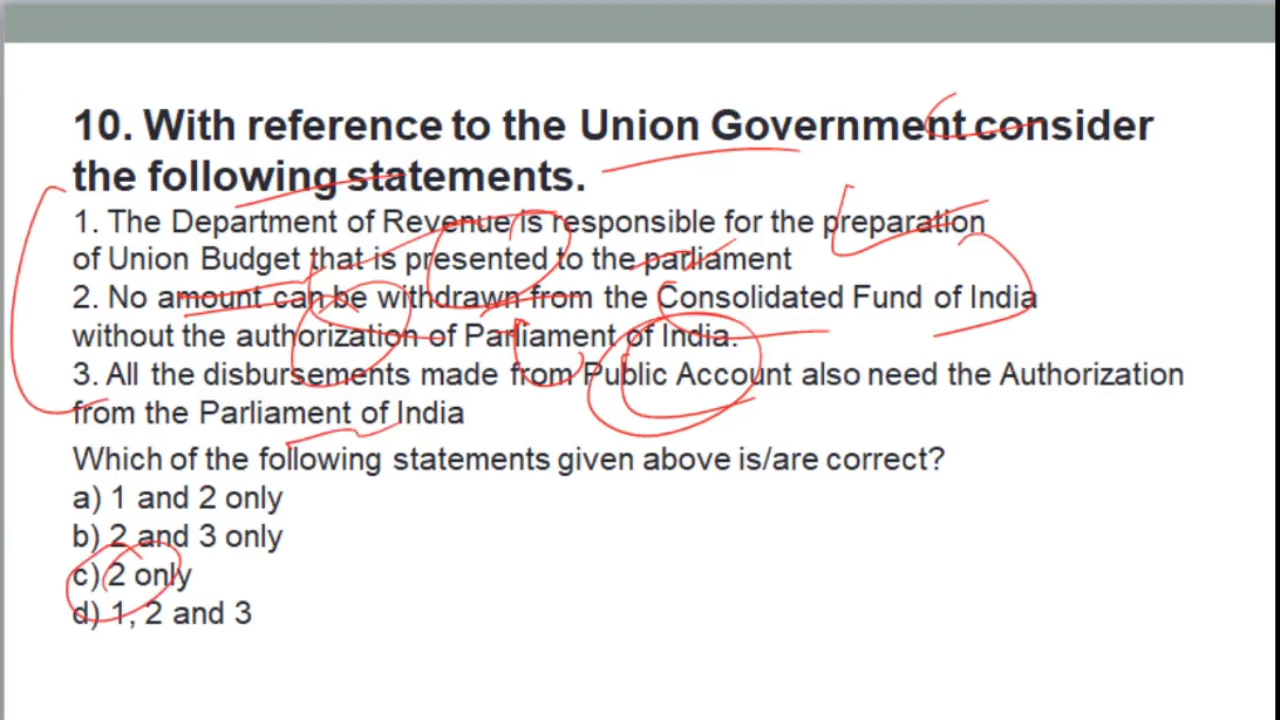 10. With reference to the Union Government consider
the following statements.
1. The Department of Revenue is responsible for the preparation
of Union Budget that is presented to the parliament
2. No amount can be withdrawn from the Consolidated Fund of India
without the authorization of Parliament of India.
3. All the disbursements made from Public Account also need the Authorization
from the Parliament of India
Which of the following statements given above is/are correct?
a) 1 and 2 only
b) 2 and 3 only
c) 2 only
d) 1, 2 and 3